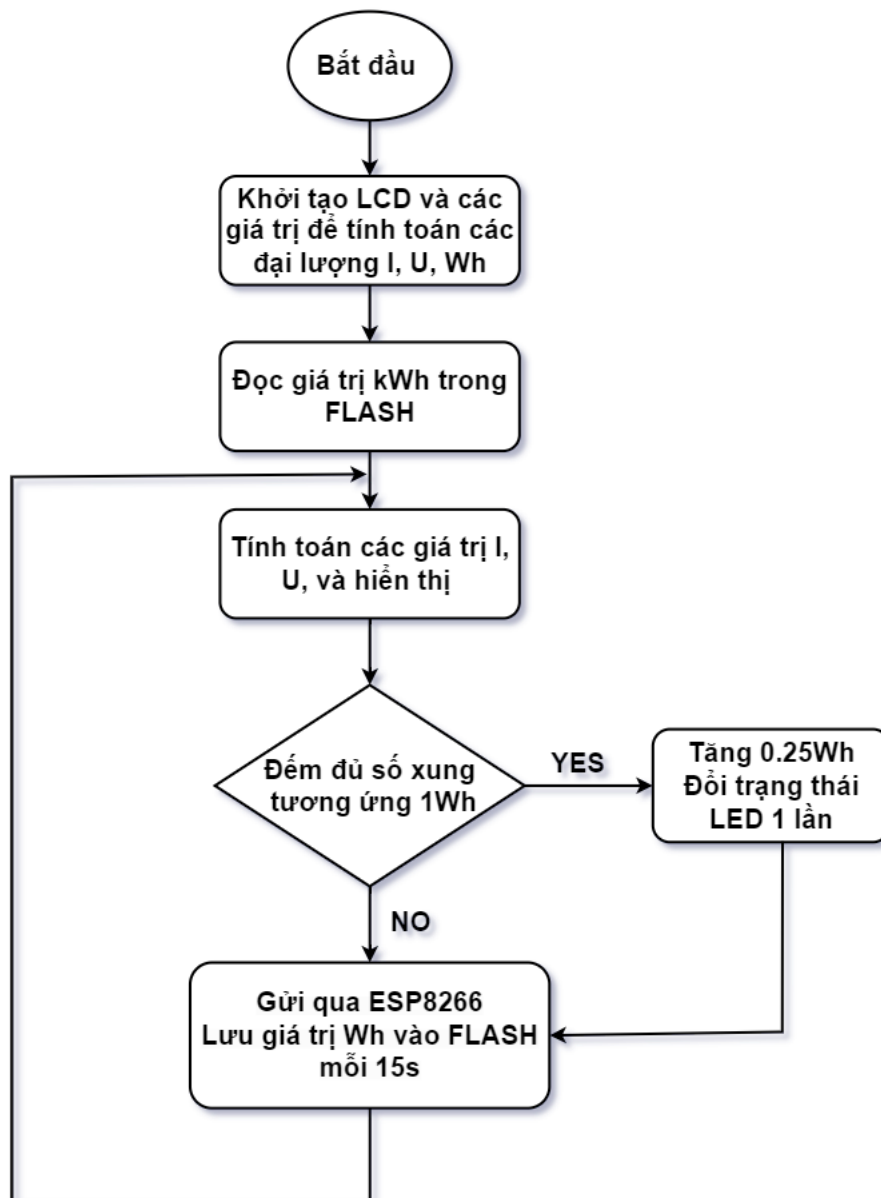 Bắt đầu
Khởi tạo LCD và các
giá trị để tính toán các
đại lượng I, U, Wh
Đọc giá trị kWh trong
FLASH
Tính toán các giá trị I,
U, và hiển thị
Đếm đủ số xung
tương ứng 1Wh
YES
Tăng 0.25Wh
Đổi trạng thái
LED 1 lần
NO
Gửi qua ESP8266
Lưu giá trị Wh vào FLASH
mỗi 15s